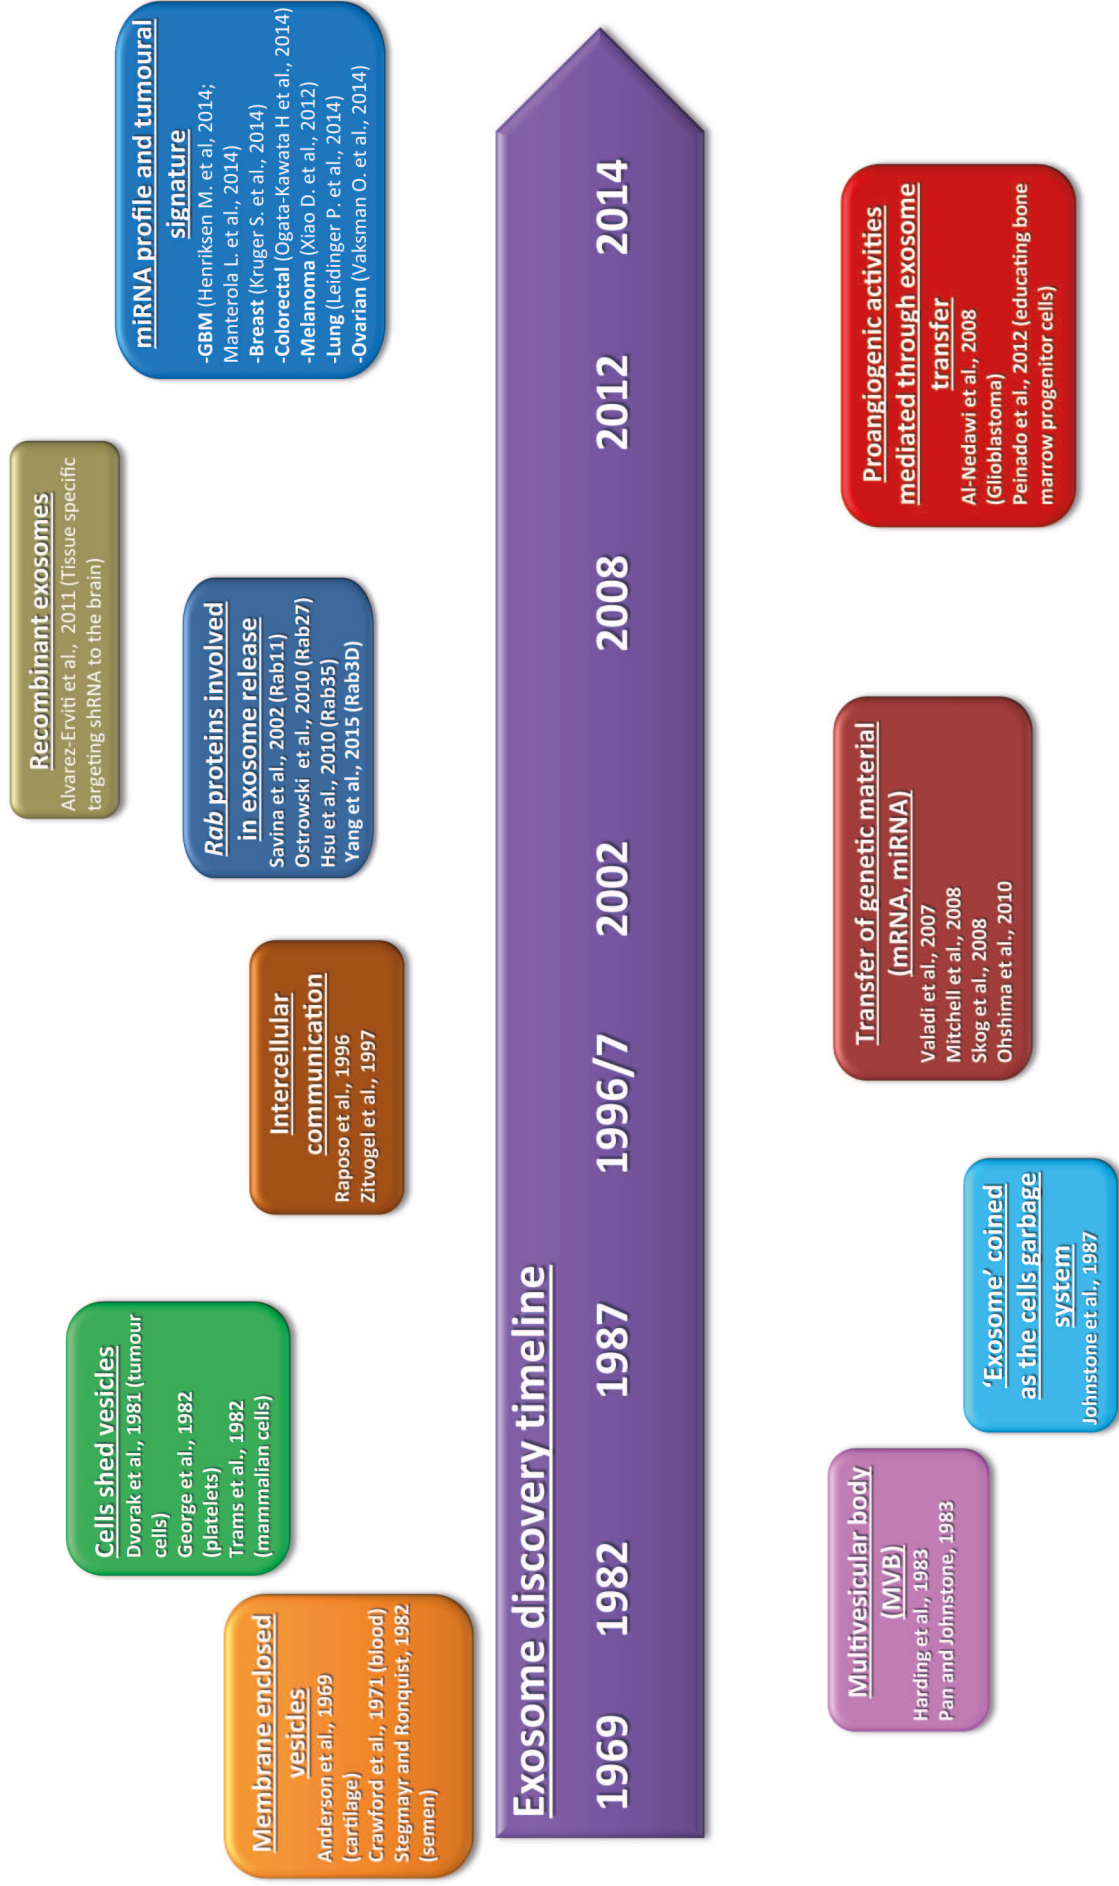 Membrane enclosed
vesicles
Anderson et al., 1969
(cartilage)
Crawford et al., 1971 (blood)
Stegmayr and Ronquist, 1982
(semen)
Cells shed vesicles
Dvorak et al., 1981 (tumour
cells)
George et al., 1982
(platelets)
Trams et al., 1982
(mammalian cells)
Intercellular
communication
Raposo et al., 1996
Zitvogel et al., 1997
Rab proteins involved
in exosome release
Savina et al., 2002 (Rab11)
Ostrowski et al., 2010 (Rab27)
Hsu et al., 2010 (Rab35)
Yang et al., 2015 (Rab3D)
Recombinant exosomes
Alvarez-Erviti et al., 2011 (Tissue specific
targeting shRNA to the brain)
miRNA profile and tumoural
signature
-GBM (Henriksen M. et al, 2014;
Manterola L. et al., 2014)
-Breast (Kruger S. et al., 2014)
-Colorectal (Ogata-Kawata H et al., 2014)
-Melanoma (Xiao D. et al., 2012)
-Lung (Leidinger P. et al., 2014)
-Ovarian (Vaksman O. et al., 2014)
Exosome discovery timeline
1969 1982 1987 1996/7 2002 2008 2012 2014
Multivesicular body
(MVB)
Harding et al., 1983
Pan and Johnstone, 1983
‘Exosome’ coined
as the cells garbage
system
Johnstone et al., 1987
Transfer of genetic material
(mRNA, miRNA)
Valadi et al., 2007
Mitchell et al., 2008
Skog et al., 2008
Ohshima et al., 2010
Proangiogenic activities
mediated through exosome
transfer
Al-Nedawi et al., 2008
(Glioblastoma)
Peinado et al., 2012 (educating bone
marrow progenitor cells)